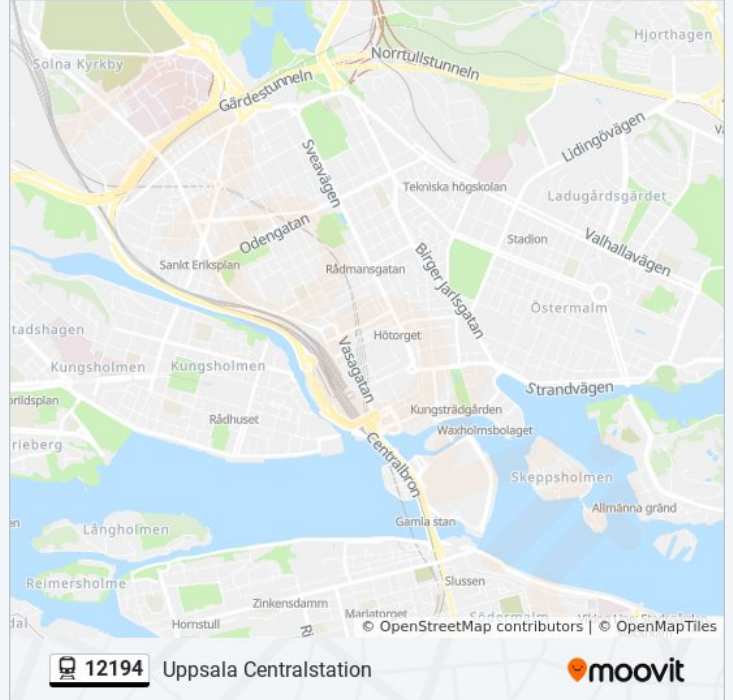 Hjorthagen
Norrtullstunneln
Solna Kyrkby
Gärdestunneln
Lidingövägen
Sveavägen
Tekniska högskolan
Ladugårdsgärdet
Odengatan
Stadion
Valhallavägen
Sankt Eriksplan
Rådmansgatan
Birger Jarlsgatan
Östermalm
tadshagen
Hötorget
Vasagatan
Kungsholmen
Kungsholmen
Strandvägen
Kungsträdgården
Rådhuset
Waxholmsbolaget
rieberg
Centralbron
Skeppsholmen
Allmänna gränd
Gamla stan
Långholmen
Reimersholme
Slussen
Zinkensdamm
Mariatorget
Hornstull
© OpenStreetMap contributors | © OpenMapTiles
12194 Uppsala Centralstation
moovit